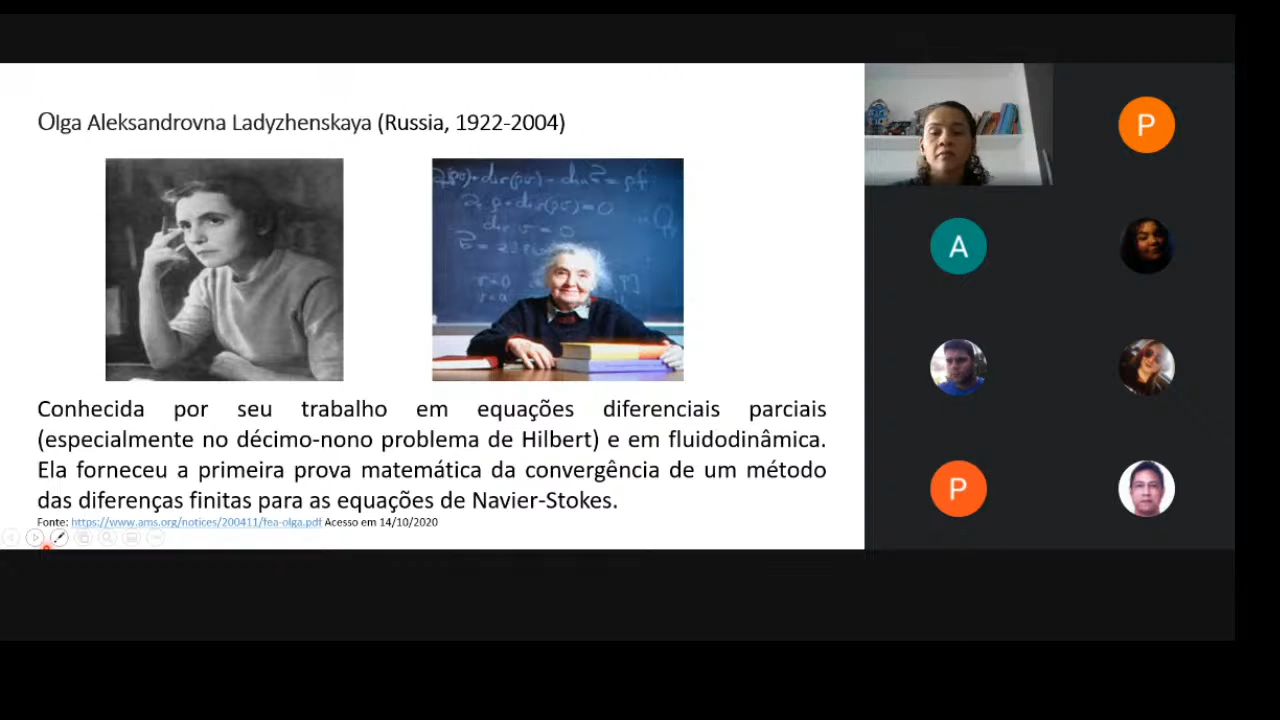 Olga Aleksandrovna Ladyzhenskaya (Russia, 1922-2004)
Conhecida por seu trabalho em equações diferenciais parciais
(especialmente no décimo-nono problema de Hilbert) e em fluidodinâmica.
Ela forneceu a primeira prova matemática da convergência de um método
das diferenças finitas para as equações de Navier-Stokes.
Fonte: https://www.ams.org/notices/200411/fea-olga.pdf Acesso em 14/10/2020
P
A
P